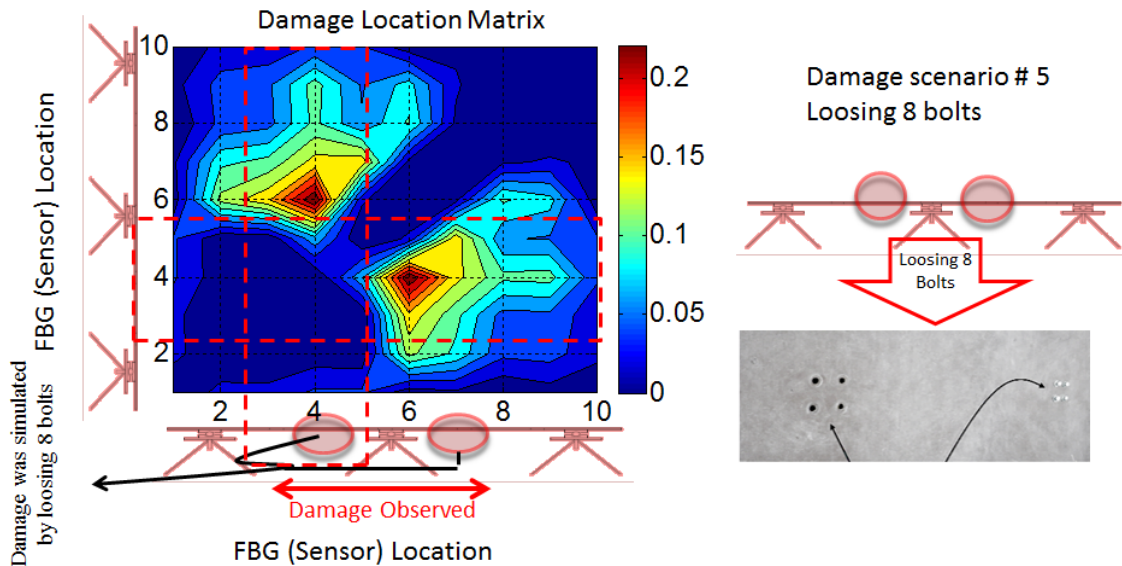 Damage Location Matrix
10
8
6
4
2
2
4
6
8
10
0.2
0.15
0.1
0.05
0
FBG (Sensor) Location
Damage was simulated
by loosing 8 bolts
Damage Observed
FBG (Sensor) Location
Damage scenario # 5
Loosing 8 bolts
Loosing 8
Bolts